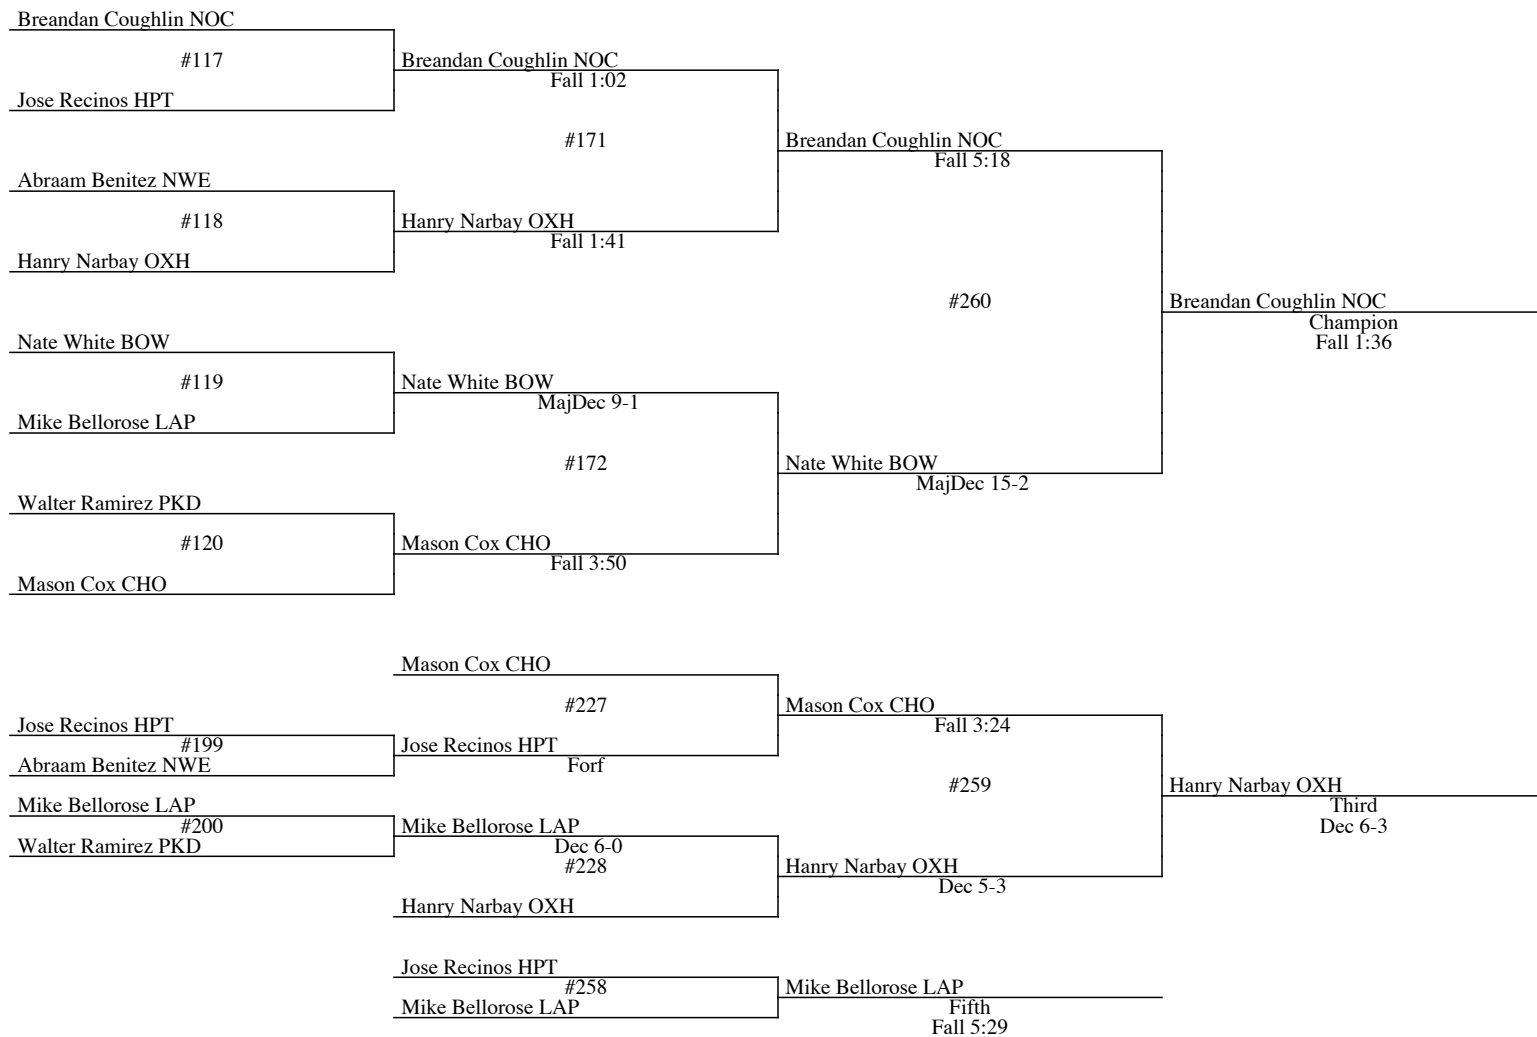 Breandan Coughlin NOC
#117
Jose Recinos HPT
Breandan Coughlin NOC
Fall 1:02
#171
Abraam Benitez NWE
#118
Hanry Narbay OXH
Hanry Narbay OXH
Fall 1:41
Breandan Coughlin NOC
Fall 5:18
#260
Nate White BOW
#119
Mike Bellorose LAP
Nate White BOW
MajDec 9-1
#172
Walter Ramirez PKD
#120
Mason Cox CHO
Mason Cox CHO
Fall 3:50
Nate White BOW
MajDec 15-2
Breandan Coughlin NOC
Champion
Fall 1:36
Mason Cox CHO
#227
Jose Recinos HPT
#199
Abraam Benitez NWE
Jose Recinos HPT
Forf
Mason Cox CHO
Fall 3:24
#259
Mike Bellorose LAP
#200
Walter Ramirez PKD
Mike Bellorose LAP
Dec 6-0
#228
Hanry Narbay OXH
Hanry Narbay OXH
Dec 5-3
Hanry Narbay OXH
Third
Dec 6-3
Jose Recinos HPT
#258
Mike Bellorose LAP
Mike Bellorose LAP
Fifth
Fall 5:29